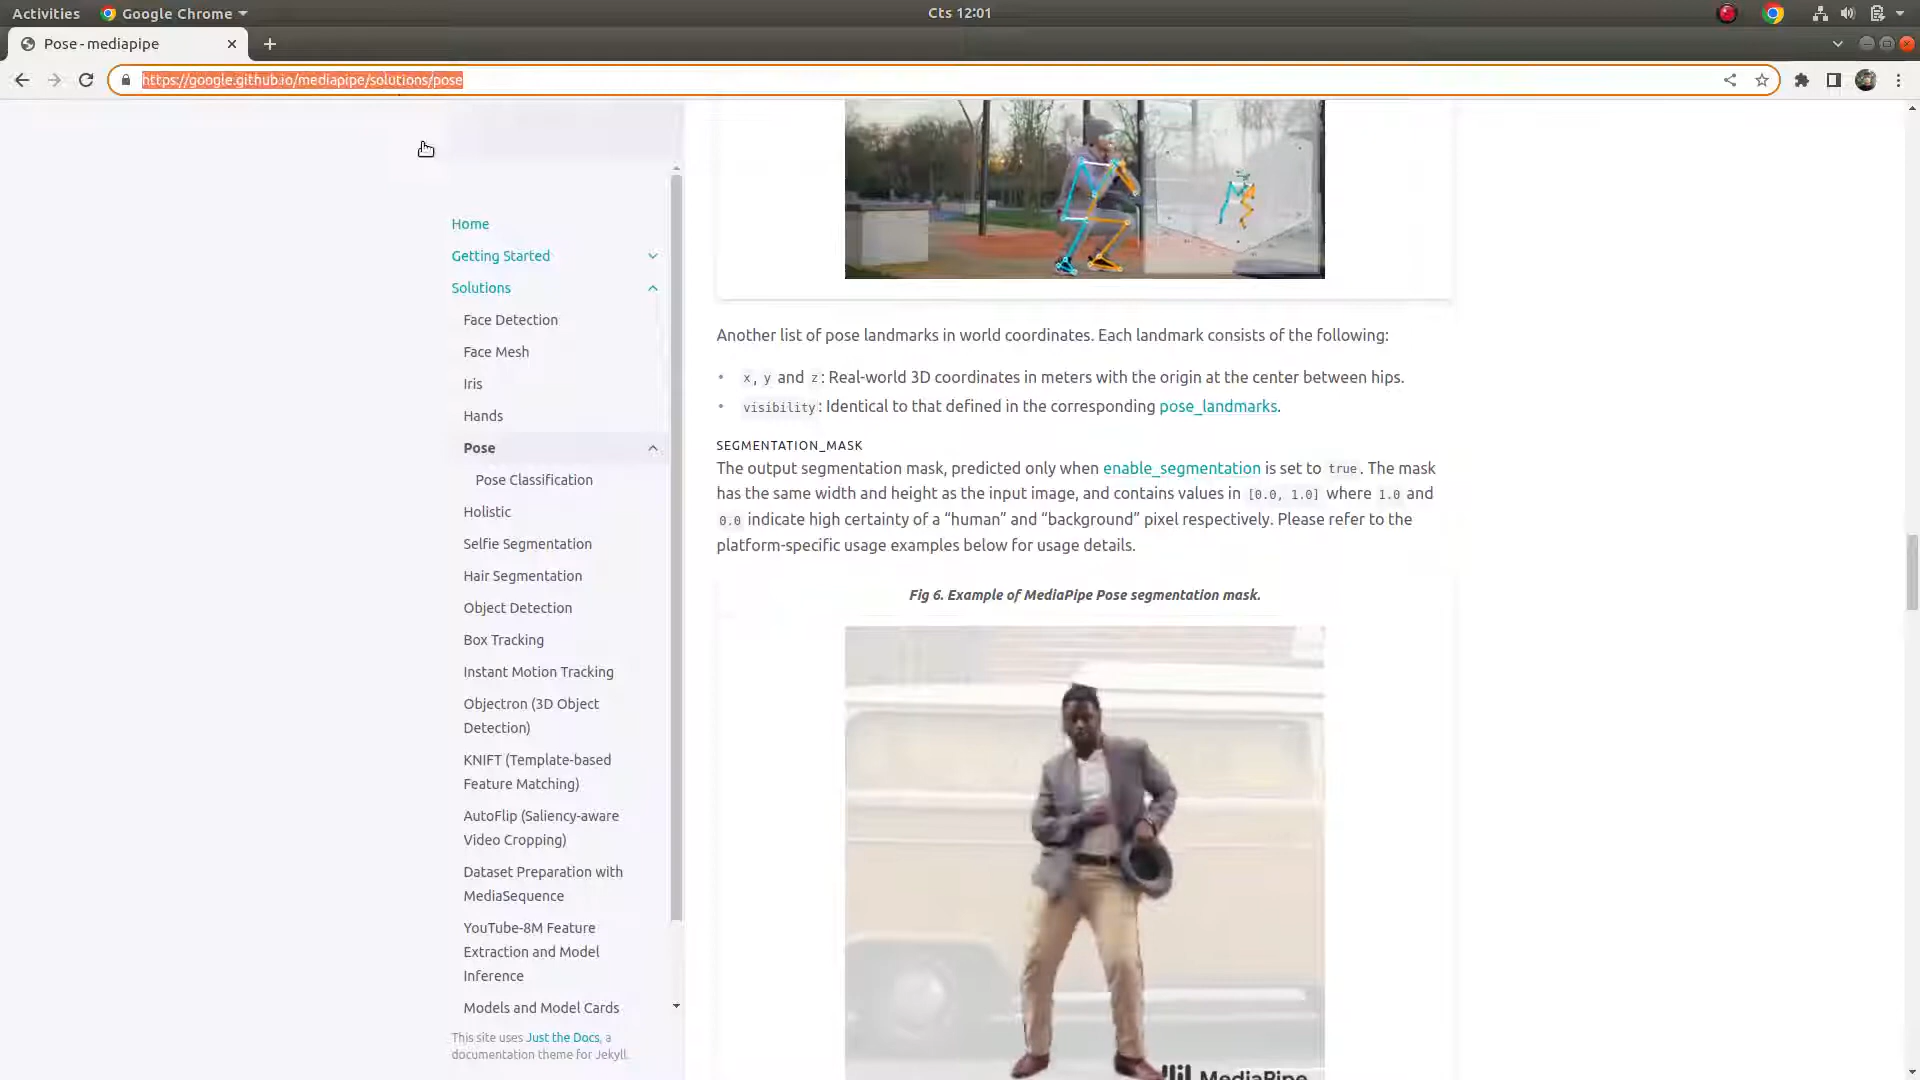 Activities
Google Chrome
Cts 12:01
Pose - mediapipe
https://google.github.io/mediapipe/solutions/pose
Home
Getting Started
Solutions
Face Detection
Face Mesh
Iris
Hands
Pose
Pose Classification
Holistic
Selfie Segmentation
Hair Segmentation
Object Detection
Box Tracking
Instant Motion Tracking
Objectron (3D Object
Detection)
KNIFT (Template-based
Feature Matching)
AutoFlip (Saliency-aware
Video Cropping)
Dataset Preparation with
MediaSequence
YouTube-8M Feature
Extraction and Model
Inference
Models and Model Cards
This site uses Just the Docs, a
documentation theme for Jekyll.
Another list of pose landmarks in world coordinates. Each landmark consists of the following:
• x, y and z: Real-world 3D coordinates in meters with the origin at the center between hips.
• visibility: Identical to that defined in the corresponding pose_landmarks.
SEGMENTATION_MASK
The output segmentation mask, predicted only when enable_segmentation is set to true. The mask
has the same width and height as the input image, and contains values in [0.0, 1.0] where 1.0 and
0.0 indicate high certainty of a “human” and “background” pixel respectively. Please refer to the
platform-specific usage examples below for usage details.
Fig 6. Example of MediaPipe Pose segmentation mask.
MediaPipe